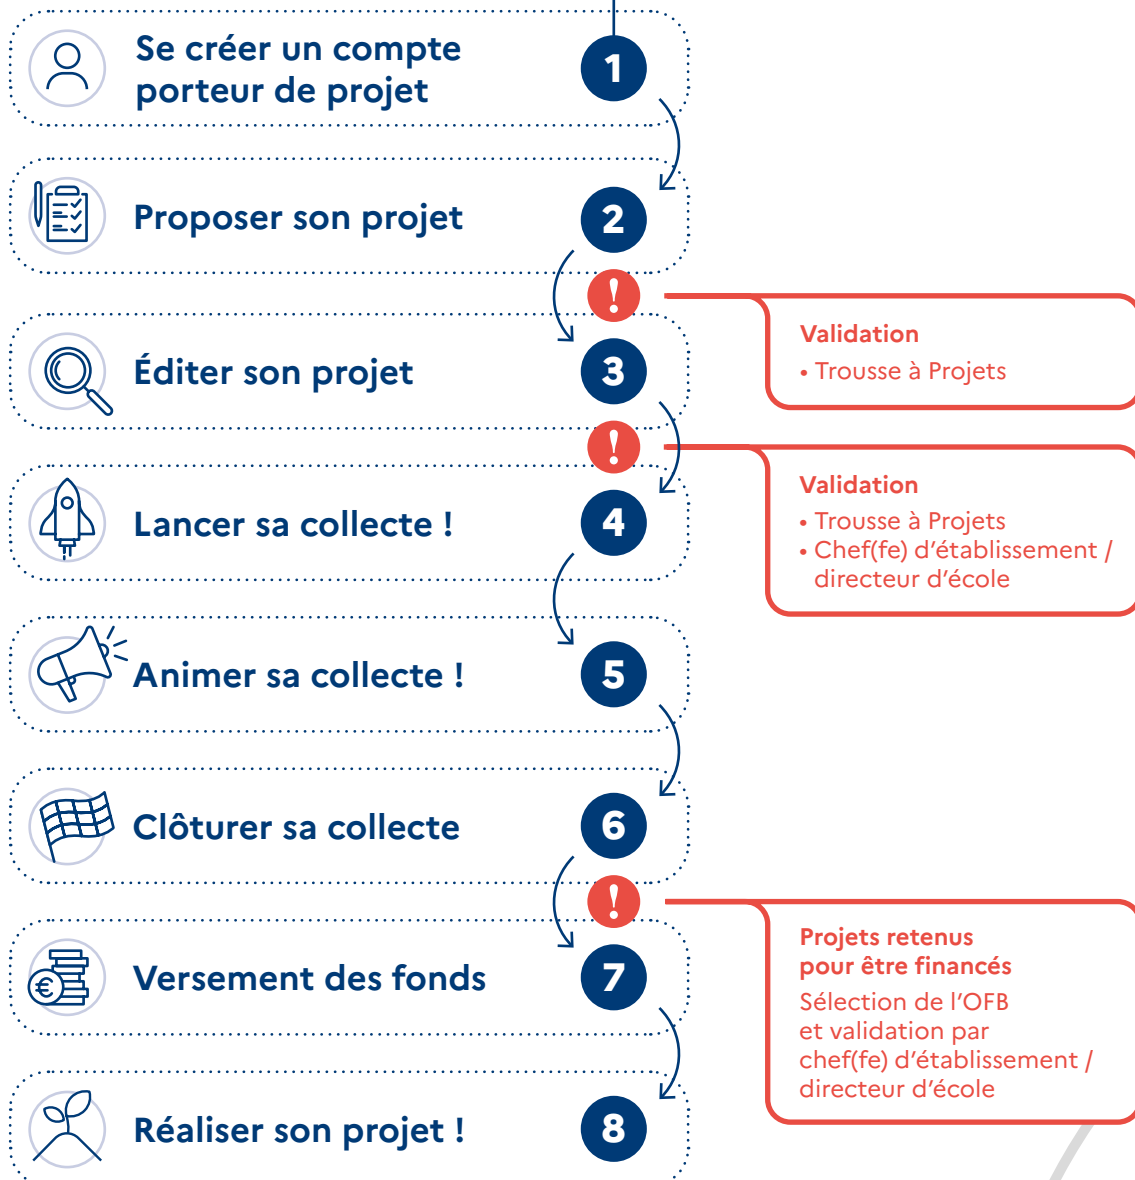 Se créer un compte
porteur de projet
1
Proposer son projet
2
!
Validation
• Trousse à Projets
Éditer son projet
3
!
Validation
• Trousse à Projets
• Chef(fe) d'établissement /
directeur d'école
Lancer sa collecte !
4
Animer sa collecte !
5
Clôturer sa collecte
6
!
Projets retenus
pour être financés
Sélection de l'OFB
et validation par
chef(fe) d'établissement /
directeur d'école
Versement des fonds
7
€
Réaliser son projet !
8